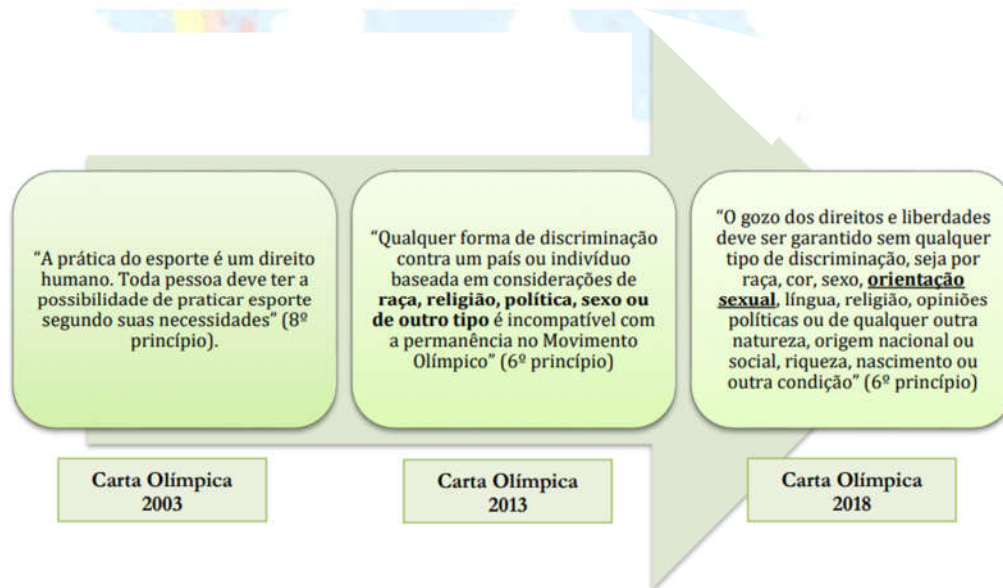 “A prática do esporte é um direito
humano. Toda pessoa deve ter a
possibilidade de praticar esporte
segundo suas necessidades” (8º
princípio).
Carta Olímpica
2003
“Qualquer forma de discriminação
contra um país ou indivíduo
baseada em considerações de
raça, religião, política, sexo ou
de outro tipo é incompatível com
a permanência no Movimento
Olímpico” (6º princípio)
Carta Olímpica
2013
“O gozo dos direitos e liberdades
deve ser garantido sem qualquer
tipo de discriminação, seja por
raça, cor, sexo, orientação
sexual, língua, religião, opiniões
políticas ou de qualquer outra
natureza, origem nacional ou
social, riqueza, nascimento ou
outra condição” (6º princípio)
Carta Olímpica
2018